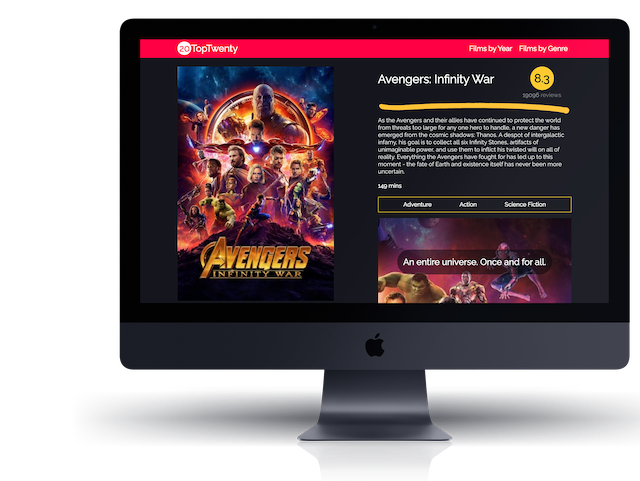 20 TopTwenty
Films by Year Films by Genre
Avengers: Infinity War
8.3
19096 reviews
As the Avengers and their allies have continued to protect the world
from threats too large for any one hero to handle, a new danger has
emerged from the cosmic shadows: Thanos. A despot of intergalactic
infamy, his goal is to collect all six Infinity Stones, artifacts of
unimaginable power, and use them to inflict his twisted will on all of
reality. Everything the Avengers have fought for has led up to this
moment - the fate of Earth and existence itself has never been more
uncertain.
149 mins
Adventure Action Science Fiction
AVENGERS
INFINITY WAR
An entire universe. Once and for all.